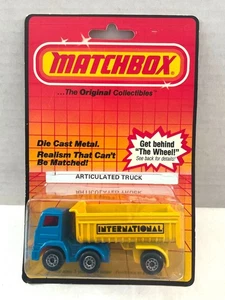 MATCHBOX
...The Original Collectibles
Die Cast Metal.
Realism That Can't
Be Matched!
Get behind
"The Wheel!"
See back for details!
ARTICULATED TRUCK
INTERNATIONAL